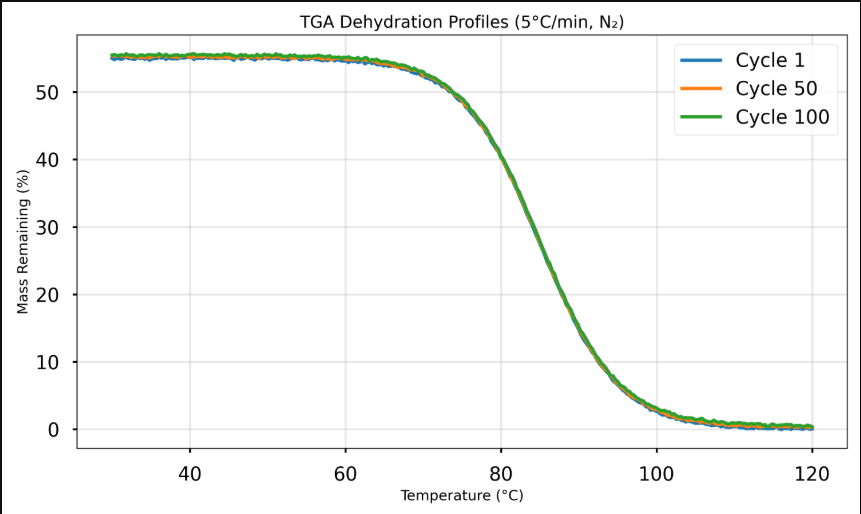 TGA Dehydration Profiles (5°C/min, N₂)
Cycle 1
Cycle 50
Cycle 100
Mass Remaining (%)
50
40
30
20
10
0
40 60 80 100 120
Temperature (°C)